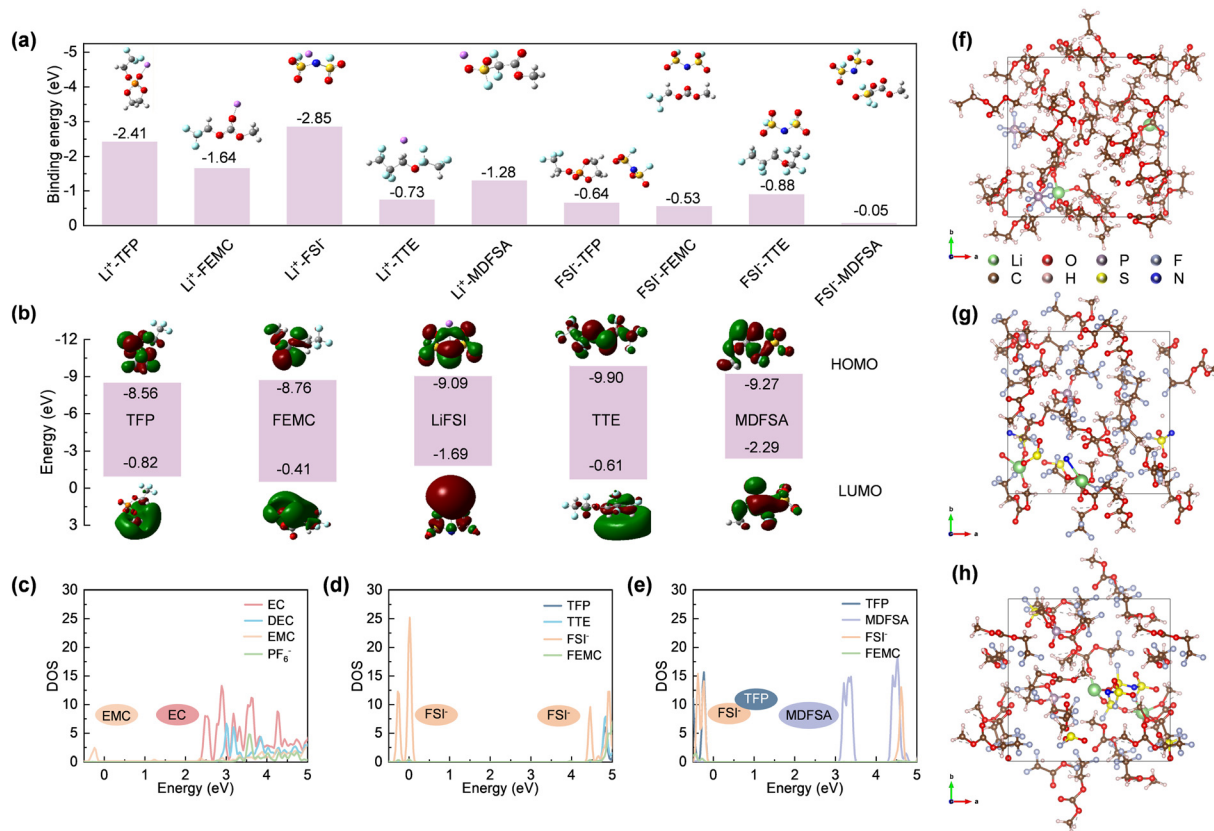 (a)
Binding energy (eV)
-5
-4
-3
-2
-1
0
-2.41
-1.64
-2.85
-0.73
-1.28
-0.64
-0.53
-0.88
-0.05
Li⁺-TFP
Li⁺-FEMC
Li⁺-FSI⁻
Li⁺-TTE
Li⁺-MDFSA
FSI⁻-TFP
FSI⁻-FEMC
FSI⁻-TTE
FSI⁻-MDFSA
(b)
Energy (eV)
-12
-9
-6
-3
0
3
HOMO
-8.56
-8.76
-9.09
-9.90
-9.27
TFP
FEMC
LiFSI
TTE
MDFSA
-0.82
-0.41
-1.69
-0.61
-2.29
LUMO
(c)
DOS
30
25
20
15
10
5
0
EC
DEC
EMC
PF₆⁻
EMC
EC
0 1 2 3 4 5
Energy (eV)
(d)
DOS
30
25
20
15
10
5
0
TFP
TTE
FSI⁻
FEMC
FSI⁻
FSI⁻
0 1 2 3 4 5
Energy (eV)
(e)
DOS
30
25
20
15
10
5
0
TFP
MDFSA
FSI⁻
FEMC
FSI⁻
TFP
MDFSA
0 1 2 3 4 5
Energy (eV)
(f)
b
a
Li O P F
C H S N
(g)
b
a
(h)
b
a